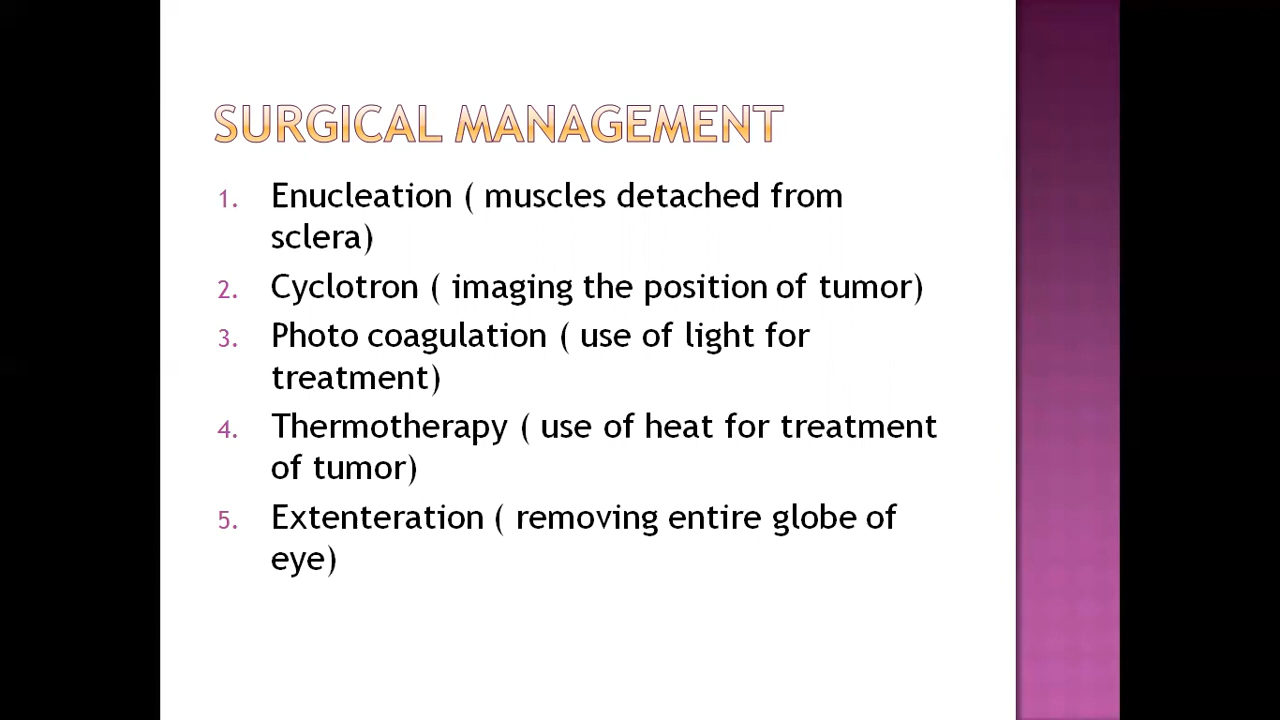 SURGICAL MANAGEMENT
1. Enucleation ( muscles detached from
sclera)
2. Cyclotron ( imaging the position of tumor)
3. Photo coagulation ( use of light for
treatment)
4. Thermotherapy ( use of heat for treatment
of tumor)
5. Extenteration ( removing entire globe of
eye)